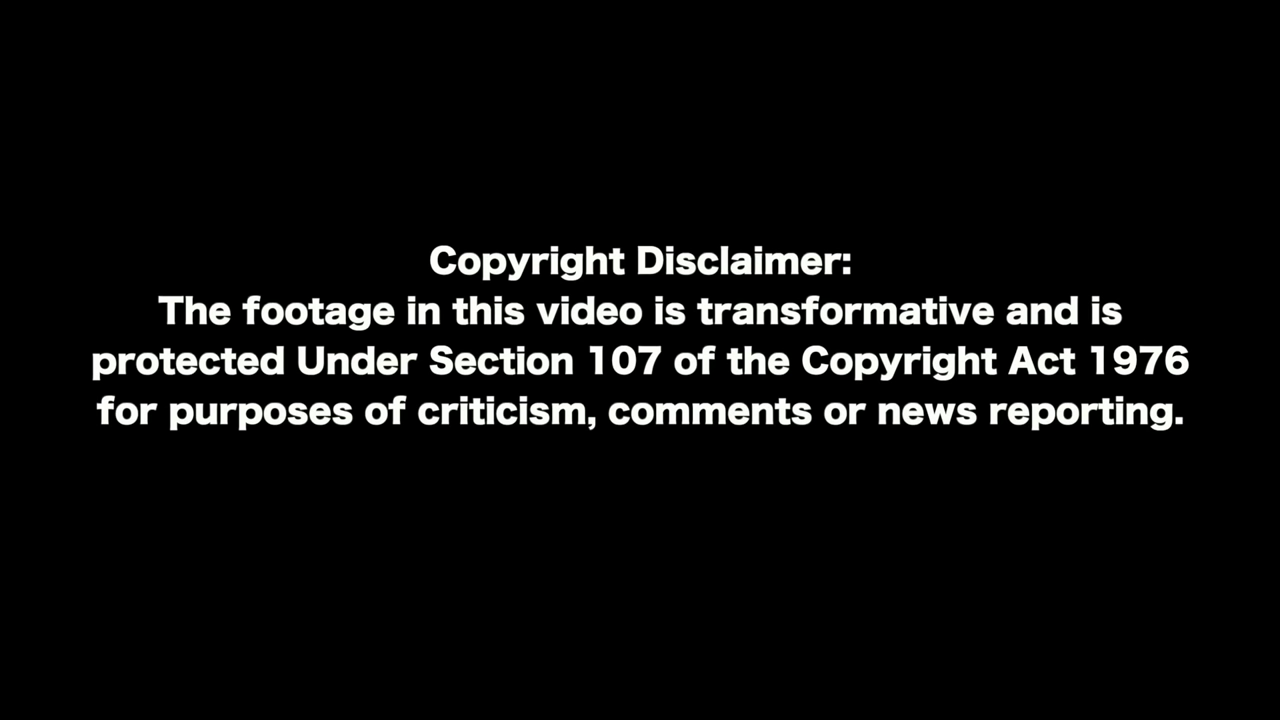 Copyright Disclaimer:
The footage in this video is transformative and is
protected Under Section 107 of the Copyright Act 1976
for purposes of criticism, comments or news reporting.